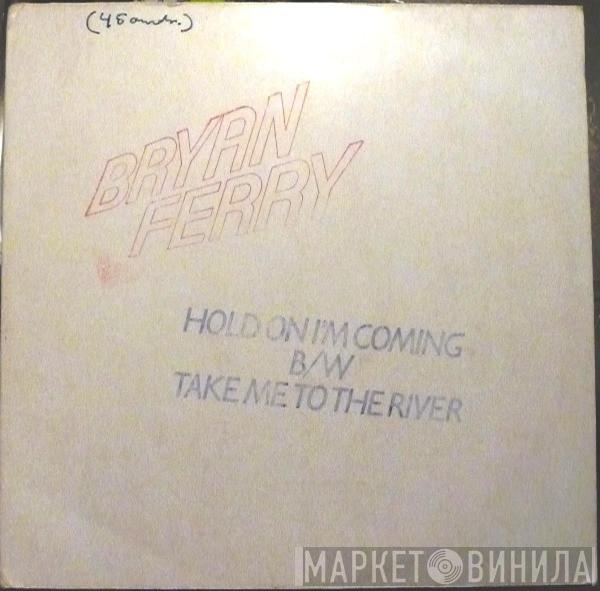 BRYAN
FERRY
HOLD ON I'M COMING
B/W
TAKE ME TO THE RIVER
МАРКЕТ ВИНИЛА